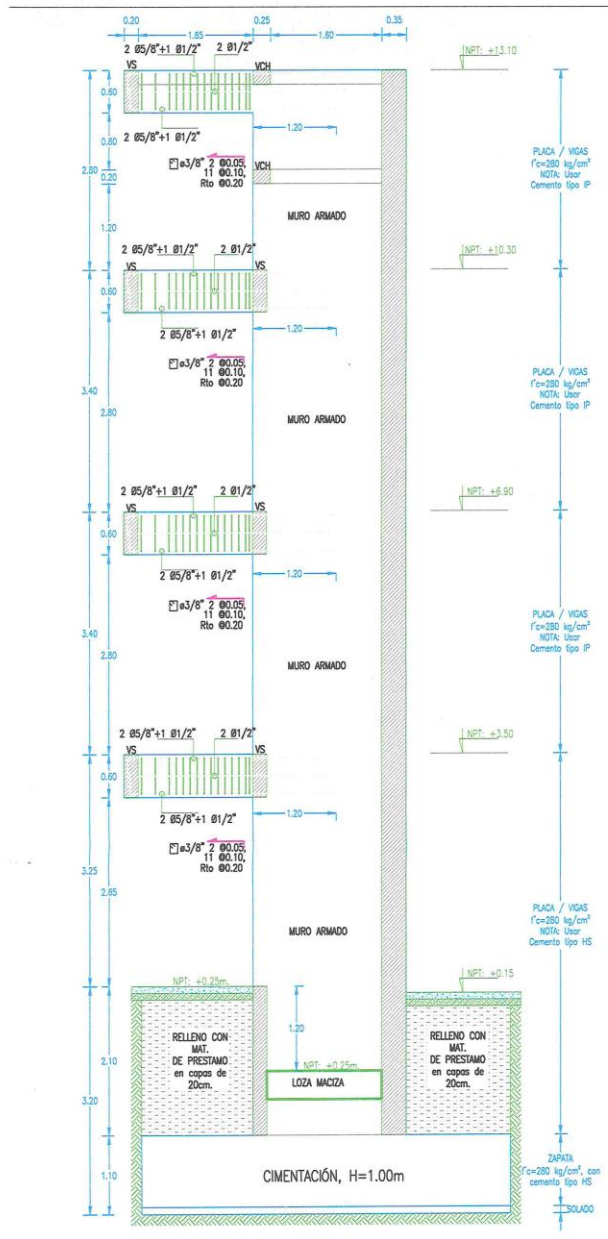 0.20 1.65 0.25 1.60 0.35
2 Ø5/8"+1 Ø1/2" 2 Ø1/2"
VS VCH
NPT: +13.10
0.60
2 Ø5/8"+1 Ø1/2"
1.20
0.80
2.80
ø3/8" 2 @0.05,
11 @0.10,
Rto @0.20
VCH
0.20
PLACA / VIGAS
f'c=280 kg/cm²
NOTA: Usar
Cemento tipo IP
MURO ARMADO
1.20
2 Ø5/8"+1 Ø1/2" 2 Ø1/2"
VS VS
NPT: +10.30
0.60
2 Ø5/8"+1 Ø1/2"
1.20
ø3/8" 2 @0.05,
11 @0.10,
Rto @0.20
3.40
2.80
PLACA / VIGAS
f'c=280 kg/cm²
NOTA: Usar
Cemento tipo IP
MURO ARMADO
2 Ø5/8"+1 Ø1/2" 2 Ø1/2"
VS VS
NPT: +6.90
0.60
2 Ø5/8"+1 Ø1/2"
1.20
ø3/8" 2 @0.05,
11 @0.10,
Rto @0.20
3.40
2.80
PLACA / VIGAS
f'c=280 kg/cm²
NOTA: Usar
Cemento tipo IP
MURO ARMADO
2 Ø5/8"+1 Ø1/2" 2 Ø1/2"
VS VS
NPT: +3.50
0.60
2 Ø5/8"+1 Ø1/2"
1.20
ø3/8" 2 @0.05,
11 @0.10,
Rto @0.20
3.25
2.65
PLACA / VIGAS
f'c=280 kg/cm²
NOTA: Usar
Cemento tipo HS
MURO ARMADO
NPT: +0.25m.
NPT: +0.15
1.20
RELLENO CON
MAT.
DE PRESTAMO
en capas de
20cm.
NPT: +0.25m.
LOZA MACIZA
RELLENO CON
MAT.
DE PRESTAMO
en capas de
20cm.
2.10
3.20
1.10
CIMENTACIÓN, H=1.00m
ZAPATA
f'c=280 kg/cm², con
cemento tipo HS
SOLADO